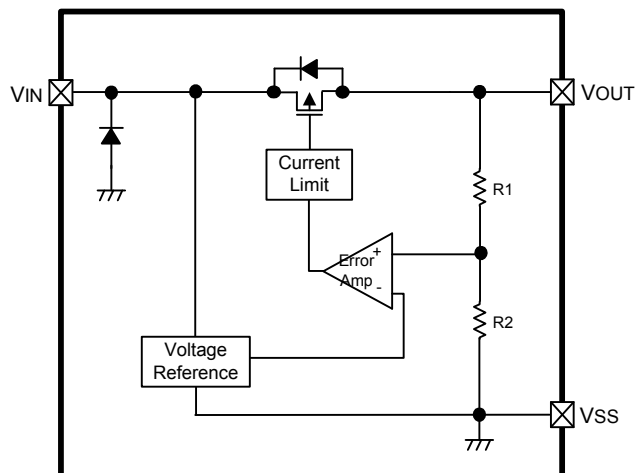 VIN
VOUT
Current
Limit
R1
Error
Amp
+
-
R2
Voltage
Reference
VSS